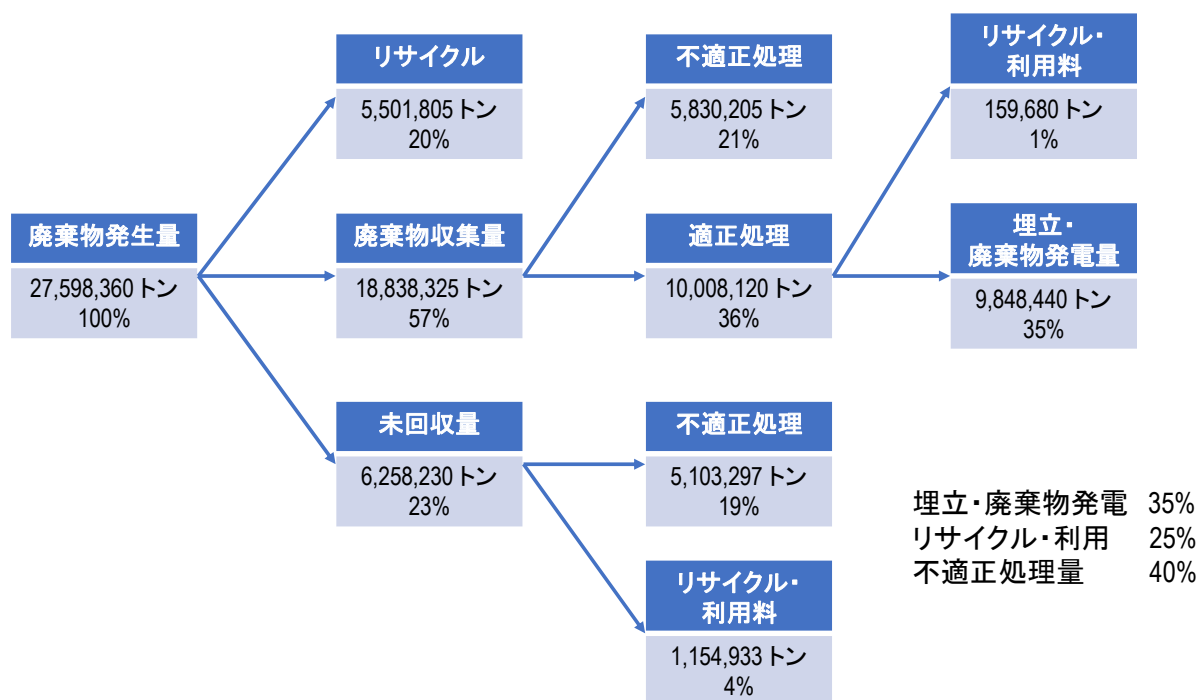 リサイクル
5,501,805 トン
20%
不適正処理
5,830,205 トン
21%
リサイクル・
利用料
159,680 トン
1%
廃棄物発生量
27,598,360 トン
100%
廃棄物収集量
18,838,325 トン
57%
適正処理
10,008,120 トン
36%
埋立・
廃棄物発電量
9,848,440 トン
35%
未回収量
6,258,230 トン
23%
不適正処理
5,103,297 トン
19%
リサイクル・
利用料
1,154,933 トン
4%
埋立・廃棄物発電 35%
リサイクル・利用 25%
不適正処理量 40%